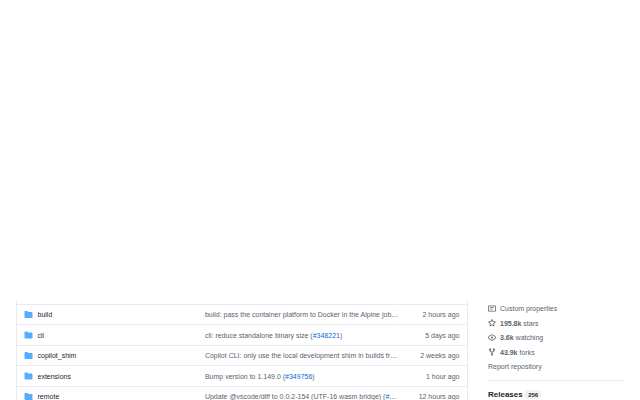 build build: pass the container platform to Docker in the Alpine job... 2 hours ago
cli cli: reduce standalone binary size (#348221) 5 days ago
copilot_shim Copilot CLI: only use the local development shim in builds fr... 2 weeks ago
extensions Bump version to 1.149.0 (#349756) 1 hour ago
remote Update @vscode/diff to 0.0.2-154 (UTF-16 wasm bridge) (#... 12 hours ago
Custom properties
195.8k stars
3.6k watching
43.9k forks
Report repository
Releases 256